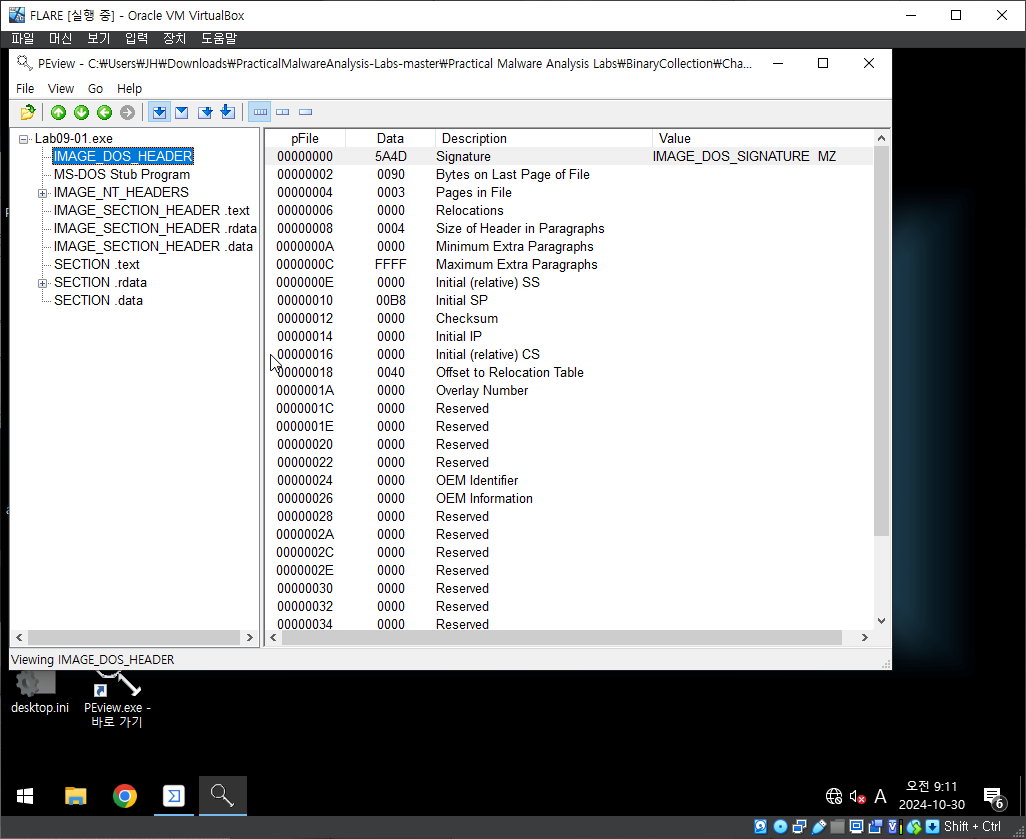 FLARE [실행 중] - Oracle VM VirtualBox
파일 머신 보기 입력 장치 도움말
PEview - C:₩Users₩JH₩Downloads₩PracticalMalwareAnalysis-Labs-master₩Practical Malware Analysis Labs₩BinaryCollection₩Cha...
File View Go Help
Lab09-01.exe
IMAGE_DOS_HEADER
MS-DOS Stub Program
IMAGE_NT_HEADERS
IMAGE_SECTION_HEADER .text
IMAGE_SECTION_HEADER .rdata
IMAGE_SECTION_HEADER .data
SECTION .text
SECTION .rdata
SECTION .data
pFile Data Description Value
00000000 5A4D Signature IMAGE_DOS_SIGNATURE MZ
00000002 0090 Bytes on Last Page of File
00000004 0003 Pages in File
00000006 0000 Relocations
00000008 0004 Size of Header in Paragraphs
0000000A 0000 Minimum Extra Paragraphs
0000000C FFFF Maximum Extra Paragraphs
0000000E 0000 Initial (relative) SS
00000010 00B8 Initial SP
00000012 0000 Checksum
00000014 0000 Initial IP
00000016 0000 Initial (relative) CS
00000018 0040 Offset to Relocation Table
0000001A 0000 Overlay Number
0000001C 0000 Reserved
0000001E 0000 Reserved
00000020 0000 Reserved
00000022 0000 Reserved
00000024 0000 OEM Identifier
00000026 0000 OEM Information
00000028 0000 Reserved
0000002A 0000 Reserved
0000002C 0000 Reserved
0000002E 0000 Reserved
00000030 0000 Reserved
00000032 0000 Reserved
00000034 0000 Reserved
Viewing IMAGE_DOS_HEADER
desktop.ini
PEview.exe -
바로 가기
A
오전 9:11
2024-10-30
6
Shift + Ctrl